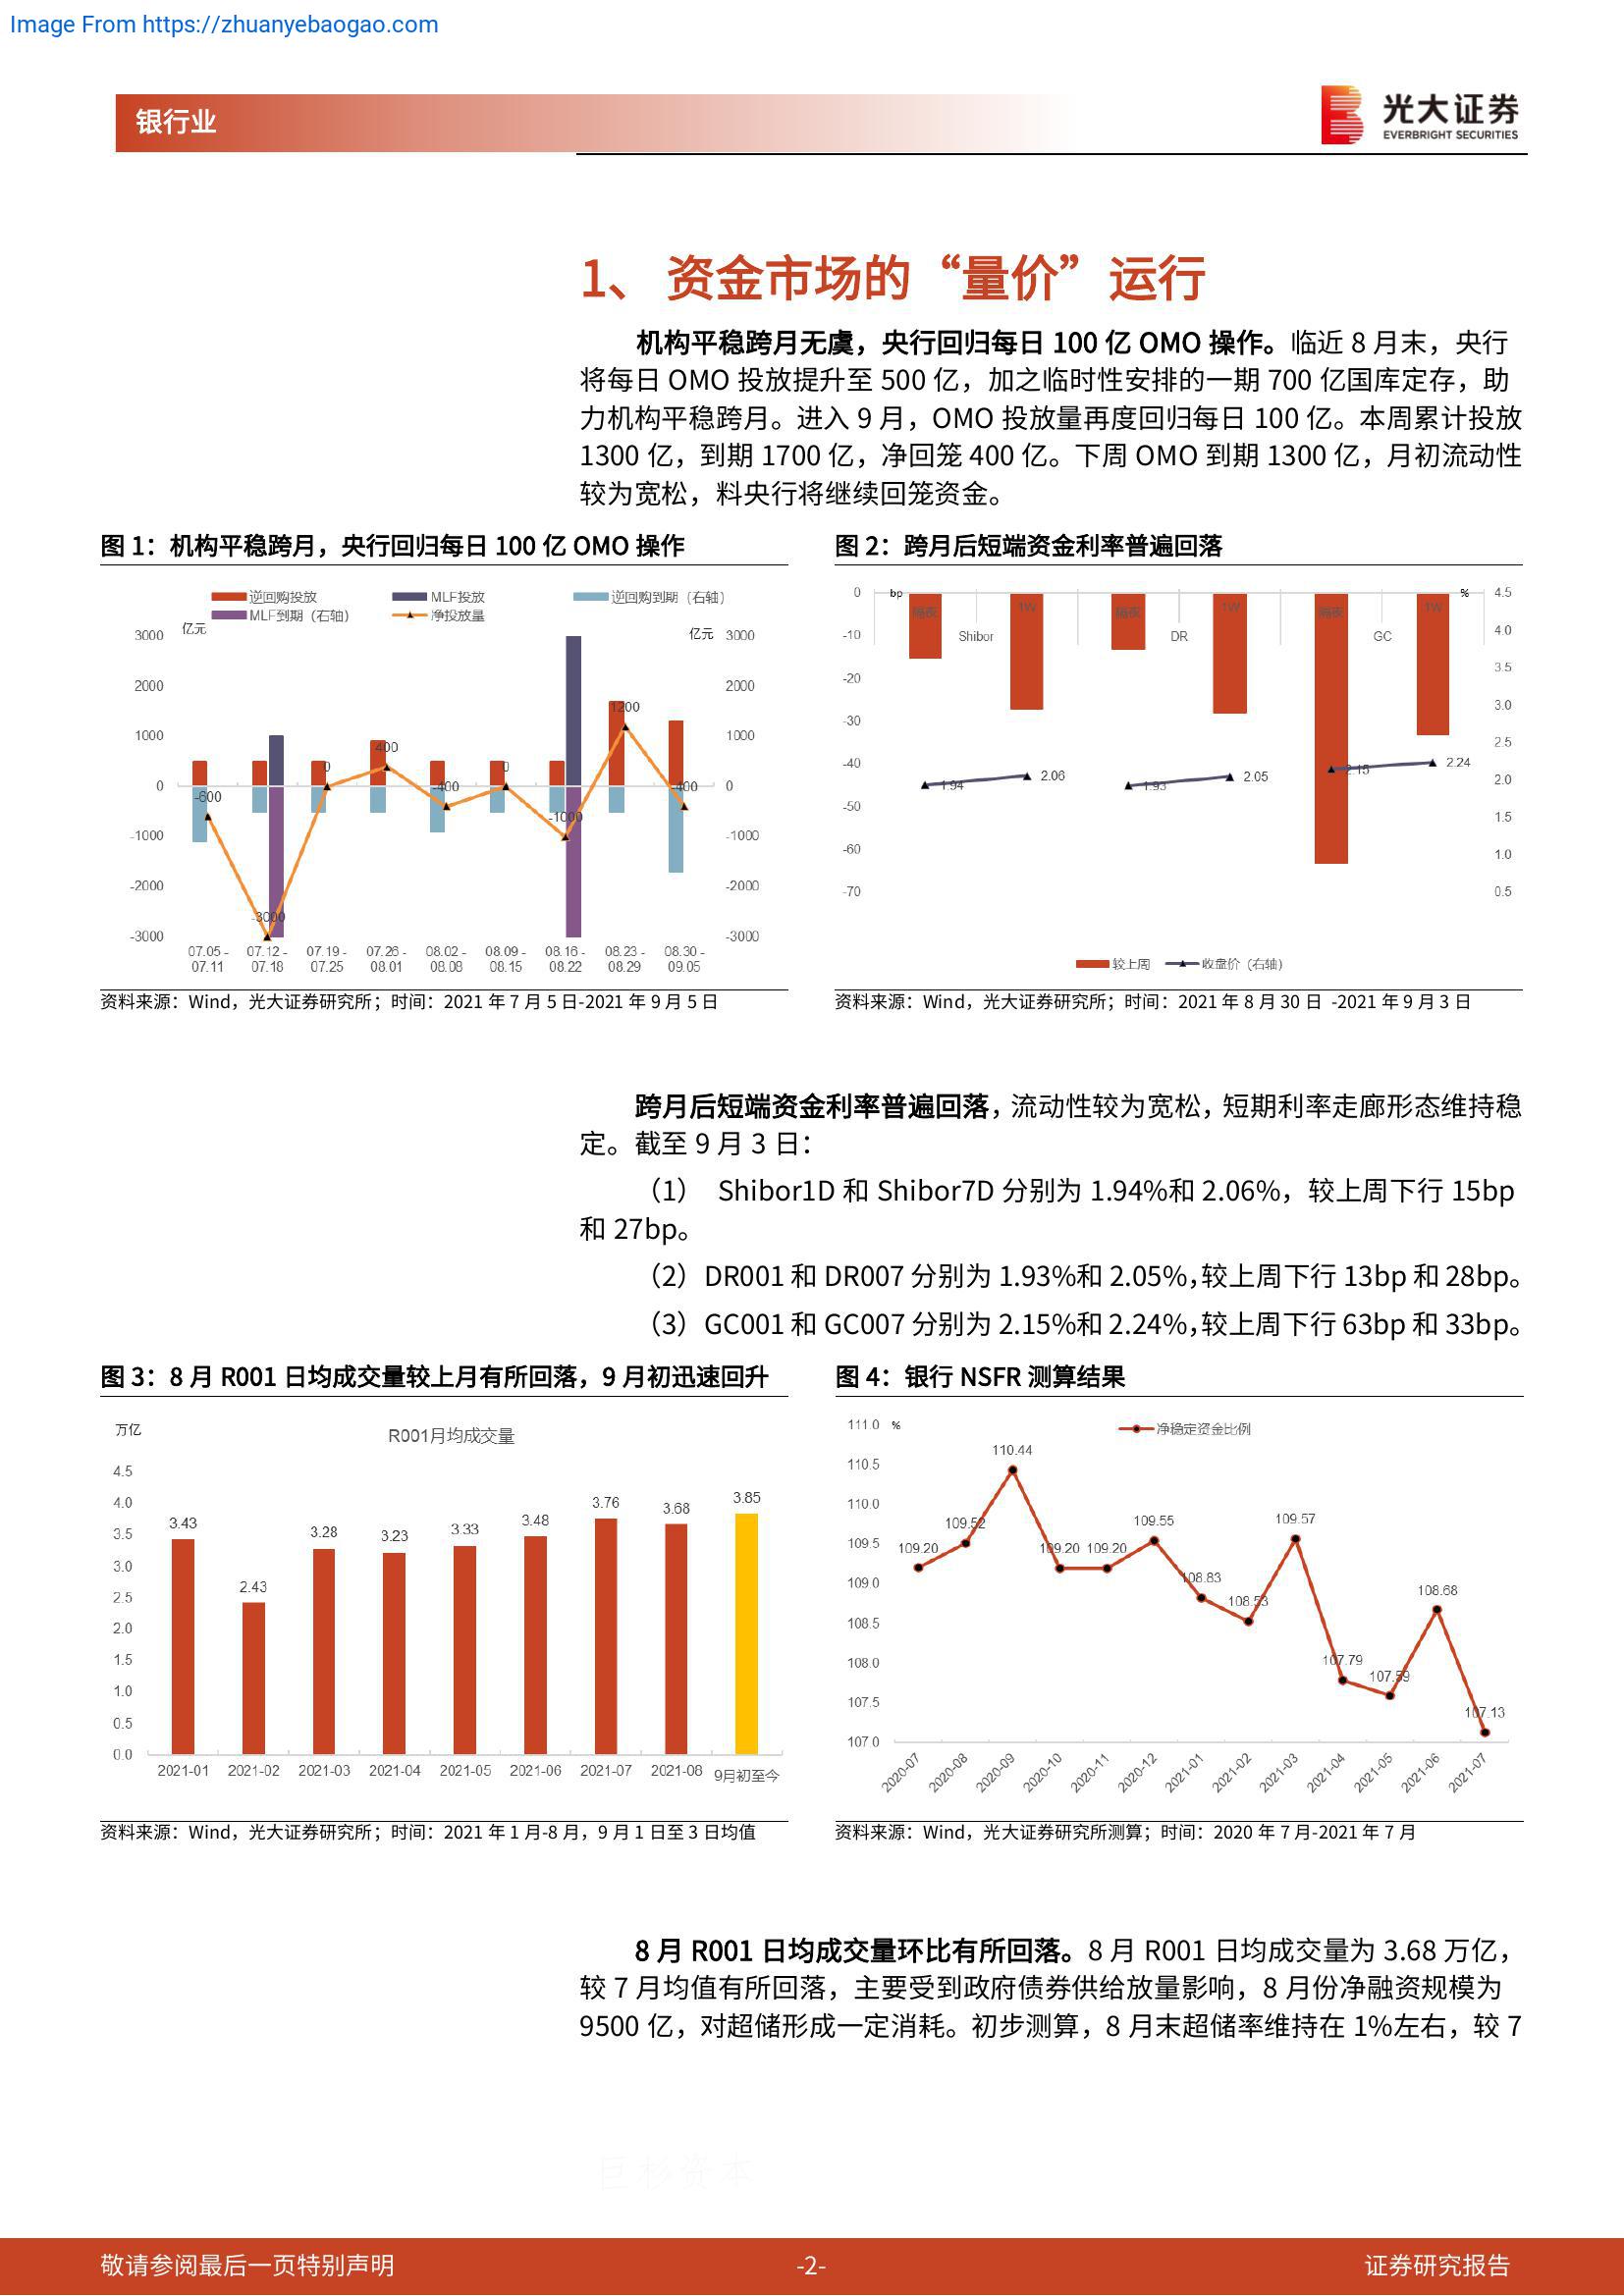 Image From https://zhuanyebaogao.com
银行业
光大证券
EVERBRIGHT SECURITIES
1、 资金市场的“量价”运行
机构平稳跨月无虞，央行回归每日 100 亿 OMO 操作。临近 8 月末，央行
将每日 OMO 投放提升至 500 亿，加之临时性安排的一期 700 亿国库定存，助
力机构平稳跨月。进入 9 月，OMO 投放量再度回归每日 100 亿。本周累计投放
1300 亿，到期 1700 亿，净回笼 400 亿。下周 OMO 到期 1300 亿，月初流动性
较为宽松，料央行将继续回笼资金。
图 1：机构平稳跨月，央行回归每日 100 亿 OMO 操作
逆回购投放 MLF投放 逆回购到期（右轴）
MLF到期（右轴） 净投放量
亿元 亿元
3000 3000
2000 2000
1000 1000
0 0
-1000 -1000
-2000 -2000
-3000 -3000
-600 -3000 0 400 -400 0 -1000 1200 -400
07.05 - 07.12 - 07.19 - 07.26 - 08.02 - 08.09 - 08.16 - 08.23 - 08.30 -
07.11 07.18 07.25 08.01 08.08 08.15 08.22 08.29 09.05
资料来源：Wind，光大证券研究所；时间：2021 年 7 月 5 日-2021 年 9 月 5 日
图 2：跨月后短端资金利率普遍回落
bp %
隔夜 1W 隔夜 1W 隔夜 1W
Shibor DR GC
0
-10
-20
-30
-40
-50
-60
-70
4.5
4.0
3.5
3.0
2.5
2.0
1.5
1.0
0.5
1.94 2.06 1.93 2.05 2.15 2.24
较上周 收盘价（右轴）
资料来源：Wind，光大证券研究所；时间：2021 年 8 月 30 日 -2021 年 9 月 3 日
跨月后短端资金利率普遍回落，流动性较为宽松，短期利率走廊形态维持稳
定。截至 9 月 3 日：
（1） Shibor1D 和 Shibor7D 分别为 1.94%和 2.06%，较上周下行 15bp
和 27bp。
（2）DR001 和 DR007 分别为 1.93%和 2.05%，较上周下行 13bp 和 28bp。
（3）GC001 和 GC007 分别为 2.15%和 2.24%，较上周下行 63bp 和 33bp。
图 3：8 月 R001 日均成交量较上月有所回落，9 月初迅速回升
万亿
R001月均成交量
4.5
4.0
3.5
3.0
2.5
2.0
1.5
1.0
0.5
0.0
3.43 2.43 3.28 3.23 3.33 3.48 3.76 3.68 3.85
2021-01 2021-02 2021-03 2021-04 2021-05 2021-06 2021-07 2021-08 9月初至今
资料来源：Wind，光大证券研究所；时间：2021 年 1 月-8 月，9 月 1 日至 3 日均值
图 4：银行 NSFR 测算结果
%
净稳定资金比例
111.0
110.5
110.0
109.5
109.0
108.5
108.0
107.5
107.0
109.20 109.52 110.44 109.20 109.20 109.55 108.83 108.53 109.57 107.79 107.59 108.68 107.13
2020-07 2020-08 2020-09 2020-10 2020-11 2020-12 2021-01 2021-02 2021-03 2021-04 2021-05 2021-06 2021-07
资料来源：Wind，光大证券研究所测算；时间：2020 年 7 月-2021 年 7 月
8 月 R001 日均成交量环比有所回落。8 月 R001 日均成交量为 3.68 万亿，
较 7 月均值有所回落，主要受到政府债券供给放量影响，8 月份净融资规模为
9500 亿，对超储形成一定消耗。初步测算，8 月末超储率维持在 1%左右，较 7
敬请参阅最后一页特别声明
-2-
证券研究报告